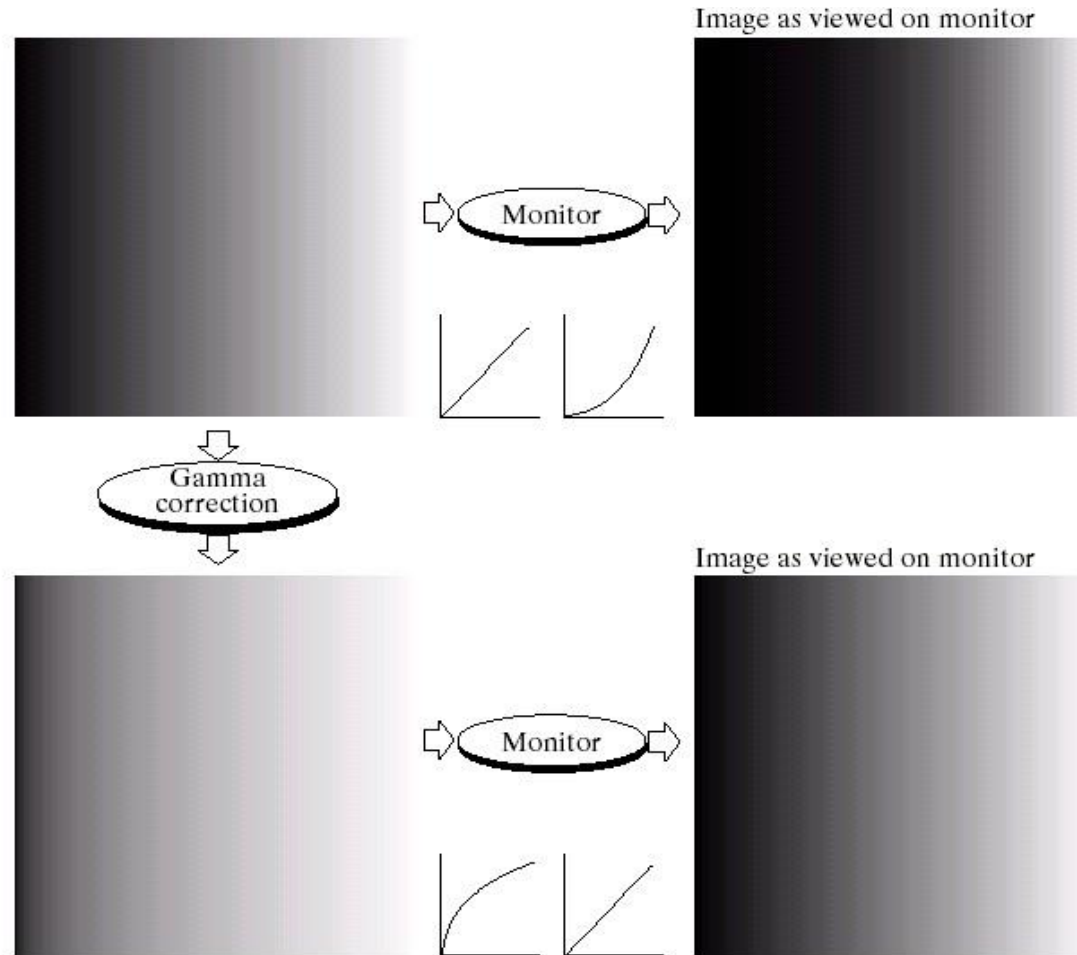 Image as viewed on monitor
Monitor
Gamma
correction
Image as viewed on monitor
Monitor